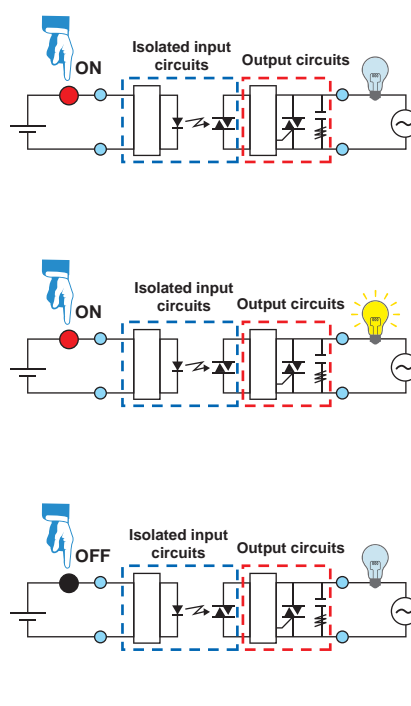 ON
Isolated input
circuits
Output circuits
ON
Isolated input
circuits
Output circuits
OFF
Isolated input
circuits
Output circuits